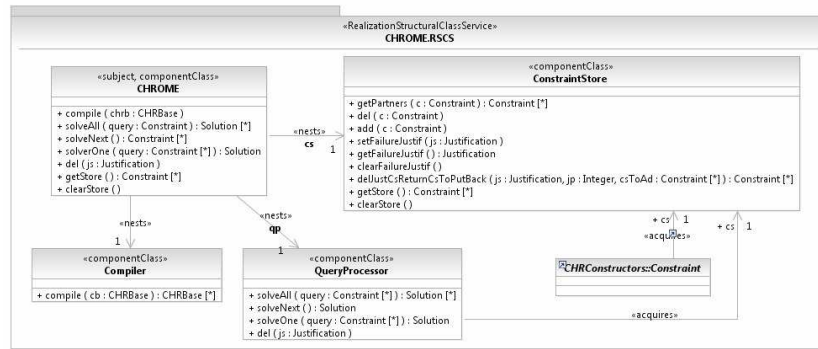 «RealizationStructuralClassService»
CHROME.RSCS
«subject, componentClass»
CHROME
+ compile ( chrb : CHRBase )
+ solveAll ( query : Constraint ) : Solution [*]
+ solveNext ( ) : Constraint [*]
+ solverOne ( query : Constraint [*] ) : Solution
+ del ( js : Justification )
+ getStore ( ) : Constraint [*]
+ clearStore ( )
«nests»
cs
1
«componentClass»
ConstraintStore
+ getPartners ( c : Constraint ) : Constraint [*]
+ del ( c : Constraint )
+ add ( c : Constraint )
+ setFailureJustif ( js : Justification )
+ getFailureJustif ( ) : Justification
+ clearFailureJustif ( )
+ delJustCsReturnCsToPutBack ( js : Justification, jp : Integer, csToAd : Constraint [*] ) : Constraint [*]
+ getStore ( ) : Constraint [*]
+ clearStore ( )
«nests»
1
«nests»
qp
1
+ cs 1
«acquires»
+ cs 1
«componentClass»
Compiler
+ compile ( cb : CHRBase ) : CHRBase [*]
«componentClass»
QueryProcessor
+ solveAll ( query : Constraint [*] ) : Solution [*]
+ solveNext ( ) : Solution
+ solveOne ( query : Constraint [*] ) : Solution
+ del ( js : Justification )
CHRConstructors::Constraint
«acquires»